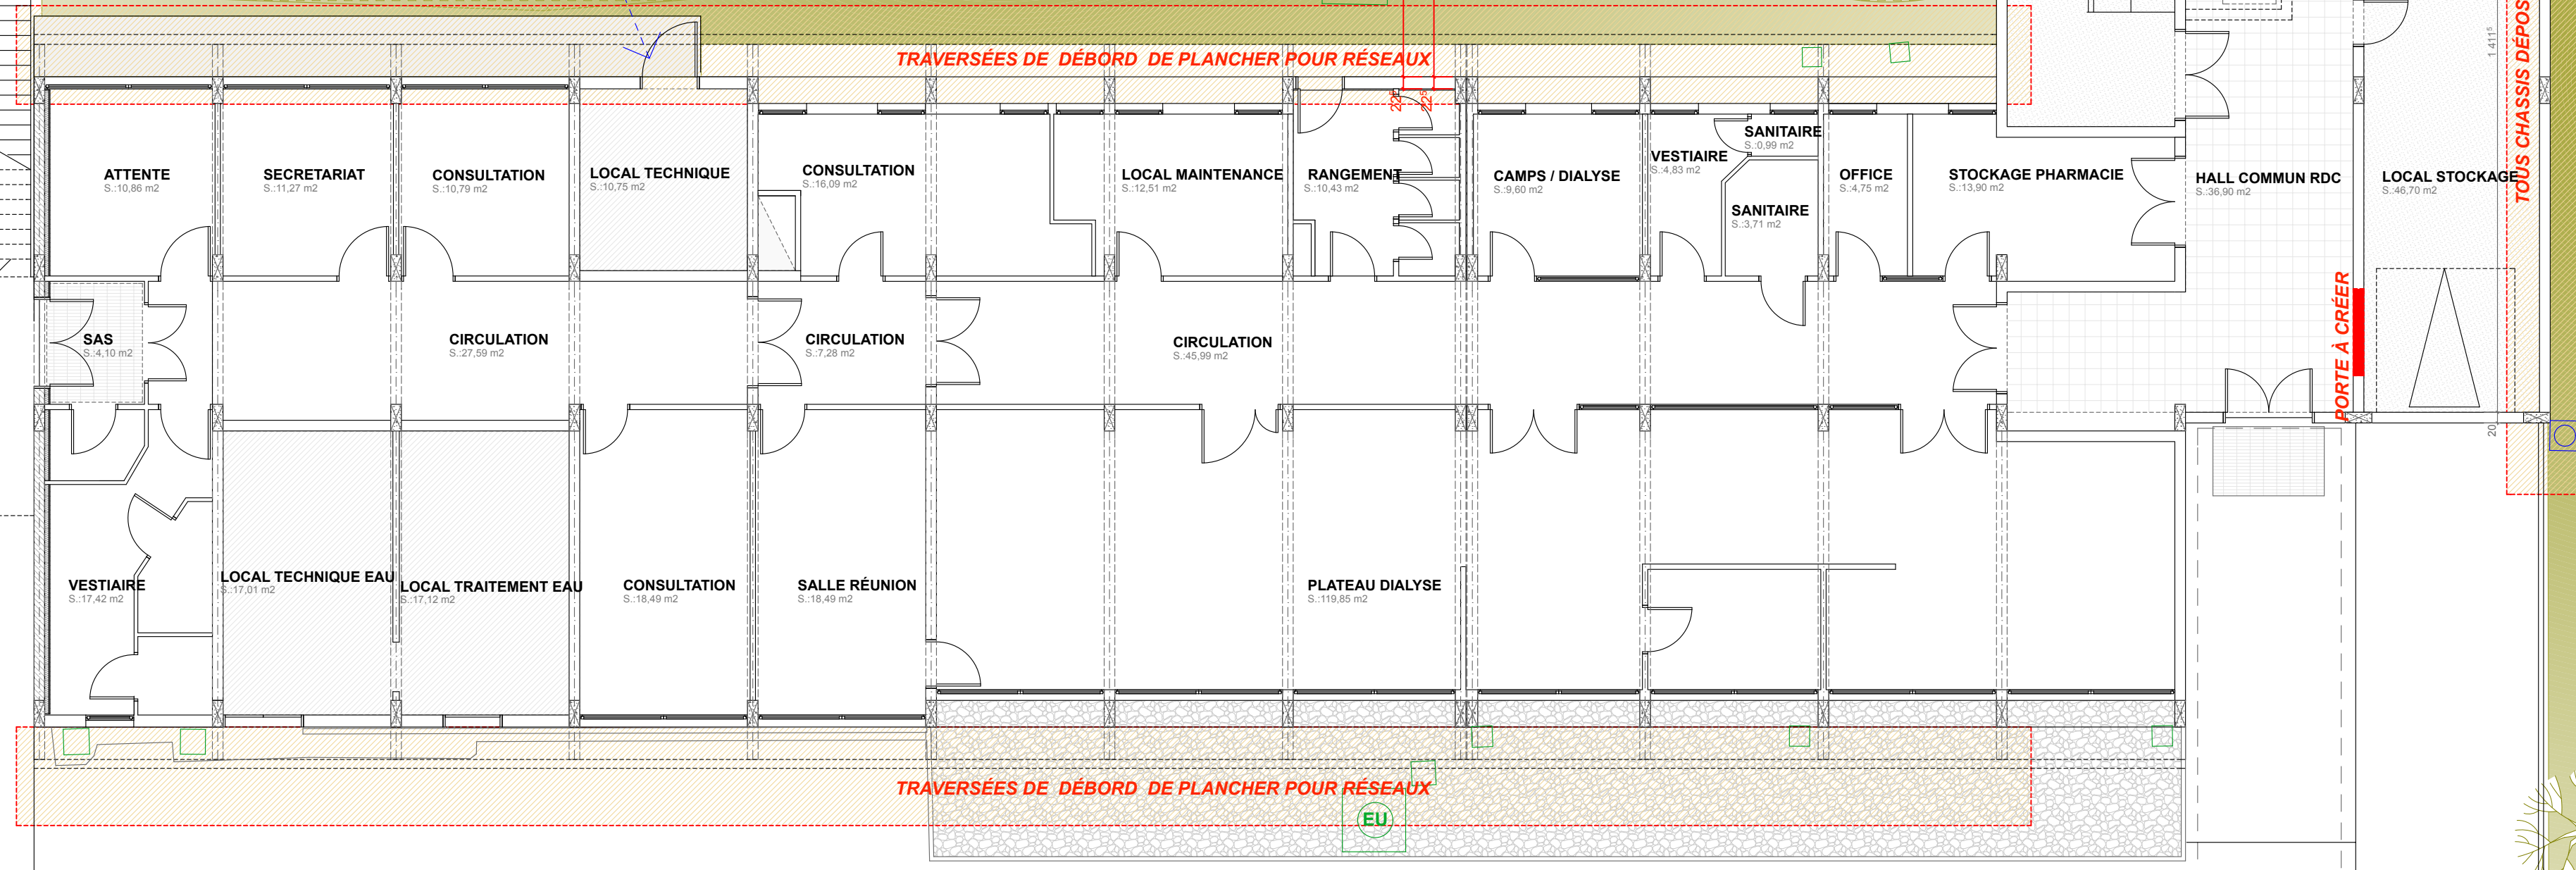 TRAVERSÉES DE DÉBORD DE PLANCHER POUR RÉSEAUX
1 411⁵
TOUS CHASSIS DÉPOS
22⁵
22⁵
ATTENTE
S.:10,86 m2
SECRETARIAT
S.:11,27 m2
CONSULTATION
S.:10,79 m2
LOCAL TECHNIQUE
S.:10,75 m2
CONSULTATION
S.:16,09 m2
LOCAL MAINTENANCE
S.:12,51 m2
RANGEMENT
S.:10,43 m2
CAMPS / DIALYSE
S.:9,60 m2
VESTIAIRE
S.:4,83 m2
SANITAIRE
S.:0,99 m2
SANITAIRE
S.:3,71 m2
OFFICE
S.:4,75 m2
STOCKAGE PHARMACIE
S.:13,90 m2
HALL COMMUN RDC
S.:36,90 m2
LOCAL STOCKAGE
S.:46,70 m2
SAS
S.:4,10 m2
CIRCULATION
S.:27,59 m2
CIRCULATION
S.:7,28 m2
CIRCULATION
S.:45,99 m2
PORTE À CRÉER
20
VESTIAIRE
S.:17,42 m2
LOCAL TECHNIQUE EAU
S.:17,01 m2
LOCAL TRAITEMENT EAU
S.:17,12 m2
CONSULTATION
S.:18,49 m2
SALLE RÉUNION
S.:18,49 m2
PLATEAU DIALYSE
S.:119,85 m2
TRAVERSÉES DE DÉBORD DE PLANCHER POUR RÉSEAUX
EU